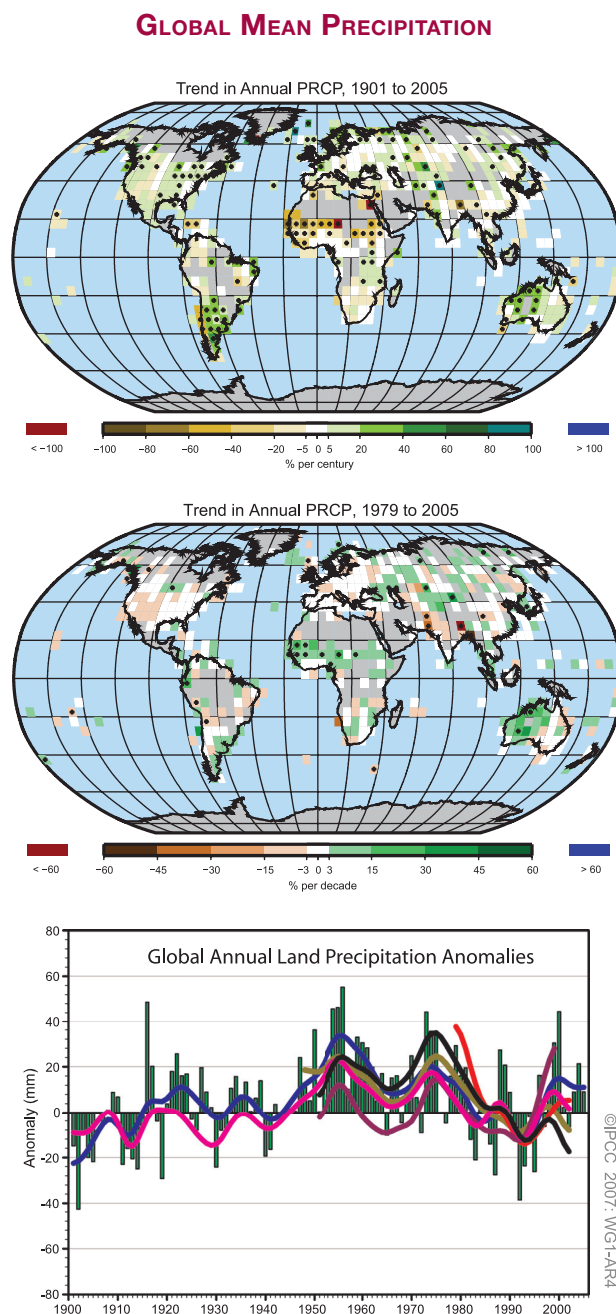 GLOBAL MEAN PRECIPITATION
Trend in Annual PRCP, 1901 to 2005
< −100
−100 −80 −60 −40 −20 −5 0 5 20 40 60 80 100
> 100
% per century
Trend in Annual PRCP, 1979 to 2005
< −60
−60 −45 −30 −15 −3 0 3 15 30 45 60
> 60
% per decade
Global Annual Land Precipitation Anomalies
Anomaly (mm)
80
60
40
20
0
-20
-40
-60
-80
1900 1910 1920 1930 1940 1950 1960 1970 1980 1990 2000
©IPCC 2007: WG1-AR4